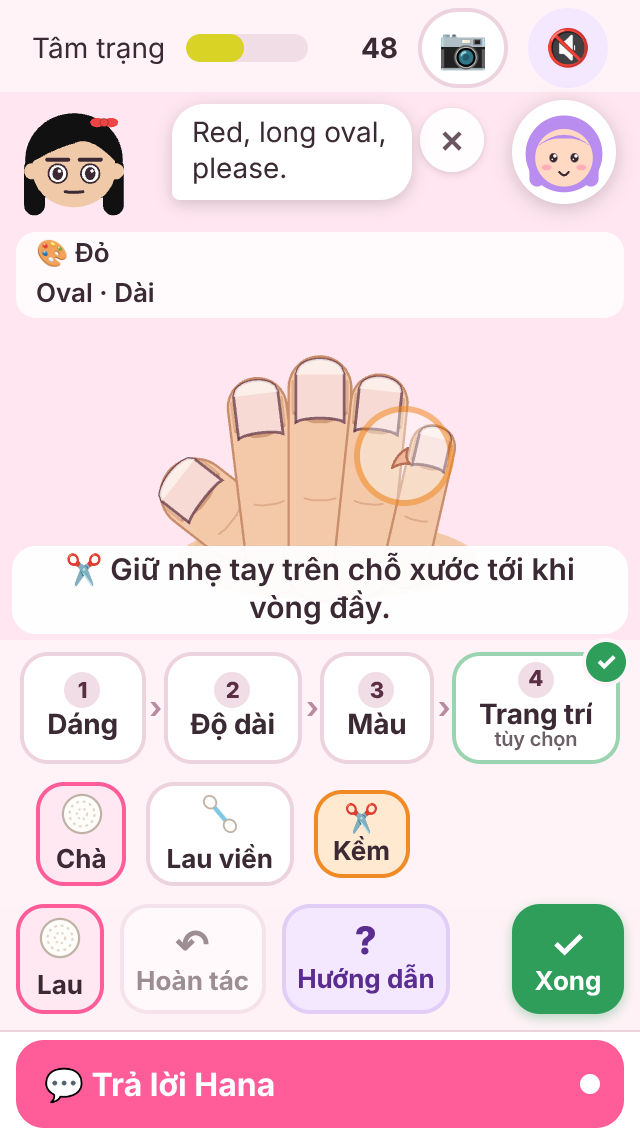 Tâm trạng
48
Red, long oval,
please.
Đỏ
Oval · Dài
Giữ nhẹ tay trên chỗ xước tới khi
vòng đầy.
1
Dáng
2
Độ dài
3
Màu
4
Trang trí
tùy chọn
Chà
Lau viền
Kềm
Lau
Hoàn tác
?
Hướng dẫn
Xong
Trả lời Hana